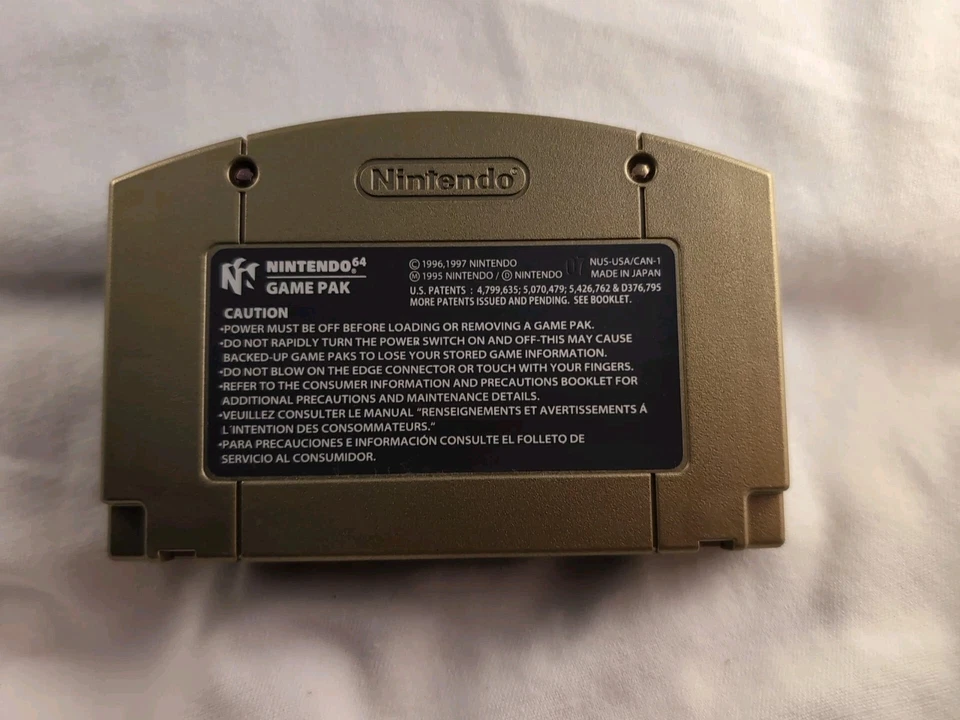 Nintendo®
NINTENDO64
GAME PAK
© 1996,1997 NINTENDO
Ⓜ 1995 NINTENDO / Ⓓ NINTENDO 07
NUS-USA/CAN-1
MADE IN JAPAN
U.S. PATENTS : 4,799,635; 5,070,479; 5,426,762 & D376,795
MORE PATENTS ISSUED AND PENDING. SEE BOOKLET.
CAUTION
•POWER MUST BE OFF BEFORE LOADING OR REMOVING A GAME PAK.
•DO NOT RAPIDLY TURN THE POWER SWITCH ON AND OFF-THIS MAY CAUSE
BACKED-UP GAME PAKS TO LOSE YOUR STORED GAME INFORMATION.
•DO NOT BLOW ON THE EDGE CONNECTOR OR TOUCH WITH YOUR FINGERS.
•REFER TO THE CONSUMER INFORMATION AND PRECAUTIONS BOOKLET FOR
ADDITIONAL PRECAUTIONS AND MAINTENANCE DETAILS.
•VEUILLEZ CONSULTER LE MANUAL "RENSEIGNEMENTS ET AVERTISSEMENTS Á
L'INTENTION DES CONSOMMATEURS."
•PARA PRECAUCIONES E INFORMACIÓN CONSULTE EL FOLLETO DE
SERVICIO AL CONSUMIDOR.